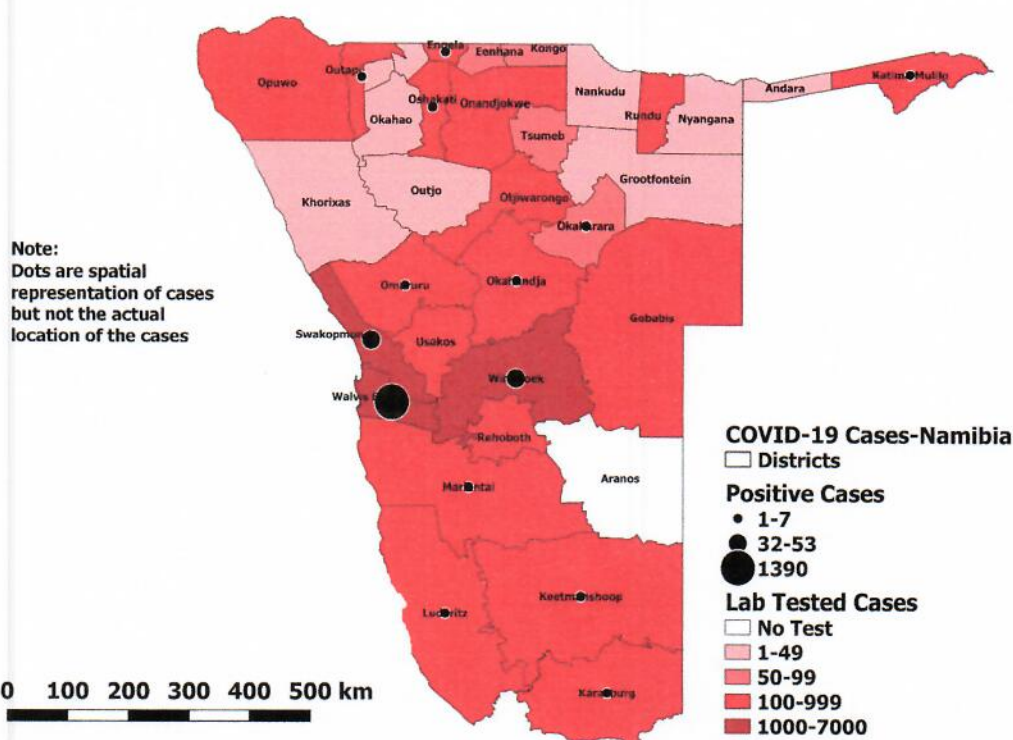 Engela
Eenhana
Kongo
Outapi
Opuwo
Oshakati
Onandjokwe
Okahao
Nankudu
Rundu
Nyangana
Andara
Katima Mulilo
Tsumeb
Grootfontein
Khorixas
Outjo
Otjiwarongo
Okakarara
Note:
Dots are spatial
representation of cases
but not the actual
location of the cases
Omaruru
Okahandja
Gobabis
Swakopmund
Usakos
Windhoek
Walvis B
Rehoboth
Aranos
Mariental
Keetmanshoop
Luderitz
Karasburg
COVID-19 Cases-Namibia
Districts
Positive Cases
1-7
32-53
1390
Lab Tested Cases
No Test
1-49
50-99
100-999
1000-7000
0 100 200 300 400 500 km